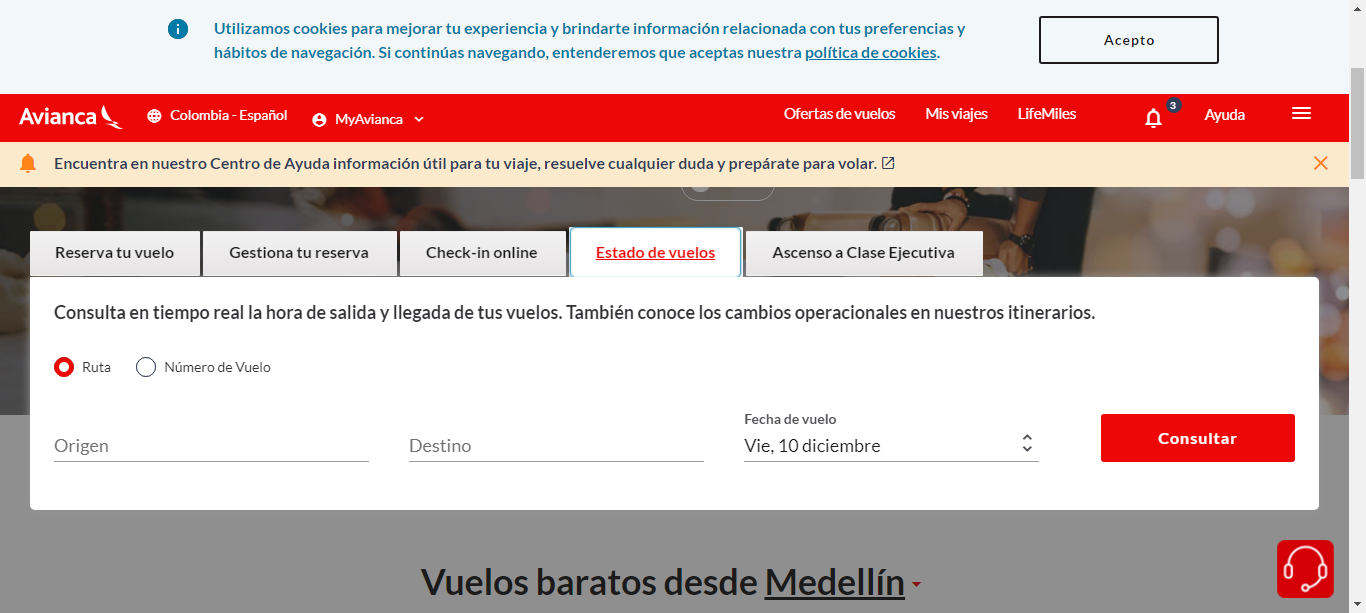 Utilizamos cookies para mejorar tu experiencia y brindarte información relacionada con tus preferencias y
hábitos de navegación. Si continúas navegando, entenderemos que aceptas nuestra política de cookies.
Acepto
Avianca
Colombia - Español
MyAvianca
Ofertas de vuelos
Mis viajes
LifeMiles
3
Ayuda
Encuentra en nuestro Centro de Ayuda información útil para tu viaje, resuelve cualquier duda y prepárate para volar.
Reserva tu vuelo
Gestiona tu reserva
Check-in online
Estado de vuelos
Ascenso a Clase Ejecutiva
Consulta en tiempo real la hora de salida y llegada de tus vuelos. También conoce los cambios operacionales en nuestros itinerarios.
Ruta
Número de Vuelo
Origen
Destino
Fecha de vuelo
Vie, 10 diciembre
Consultar
Vuelos baratos desde Medellín